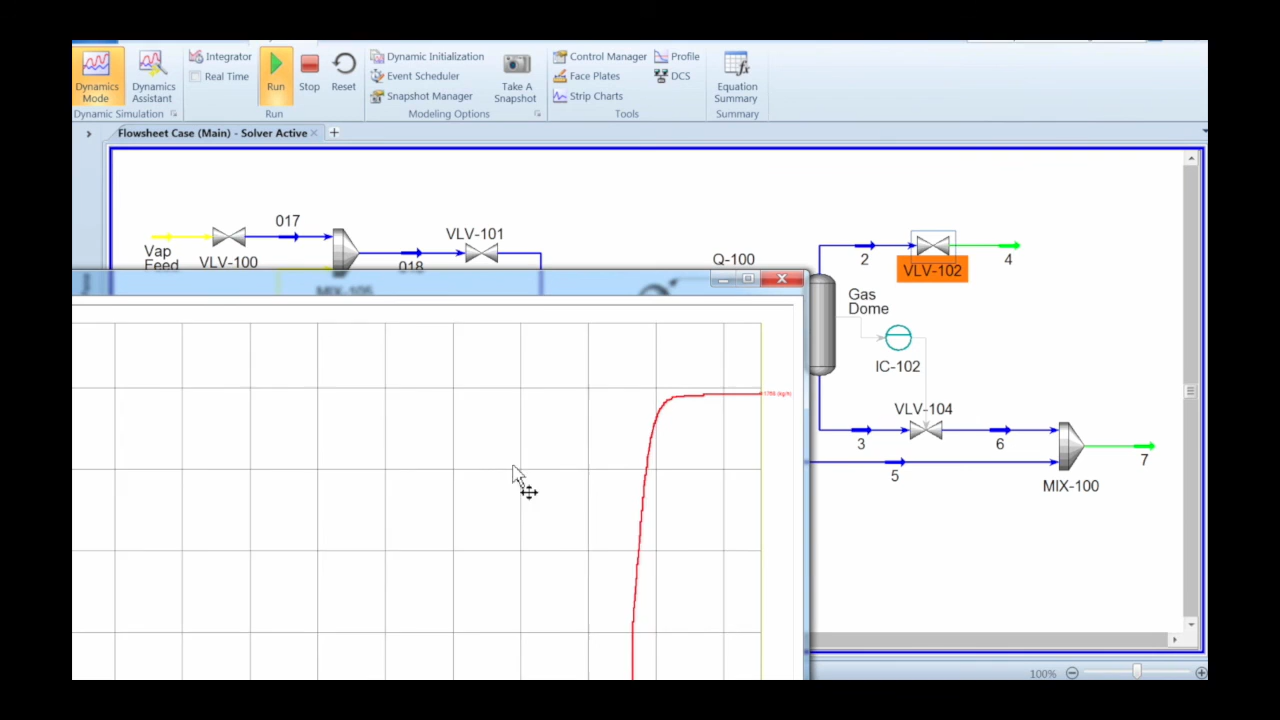 Integrator
Dynamic Initialization
Control Manager
Profile
Real Time
Event Scheduler
Face Plates
DCS
Dynamics
Mode
Dynamics
Assistant
Run
Stop
Reset
Snapshot Manager
Take A
Snapshot
Strip Charts
Equation
Summary
Dynamic Simulation
Run
Modeling Options
Tools
Summary
Flowsheet Case (Main) - Solver Active
017
VLV-101
Vap
Feed
VLV-100
018
Q-100
2
4
VLV-102
MIX-105
Gas
Dome
IC-102
VLV-104
3
6
5
7
MIX-100
100%